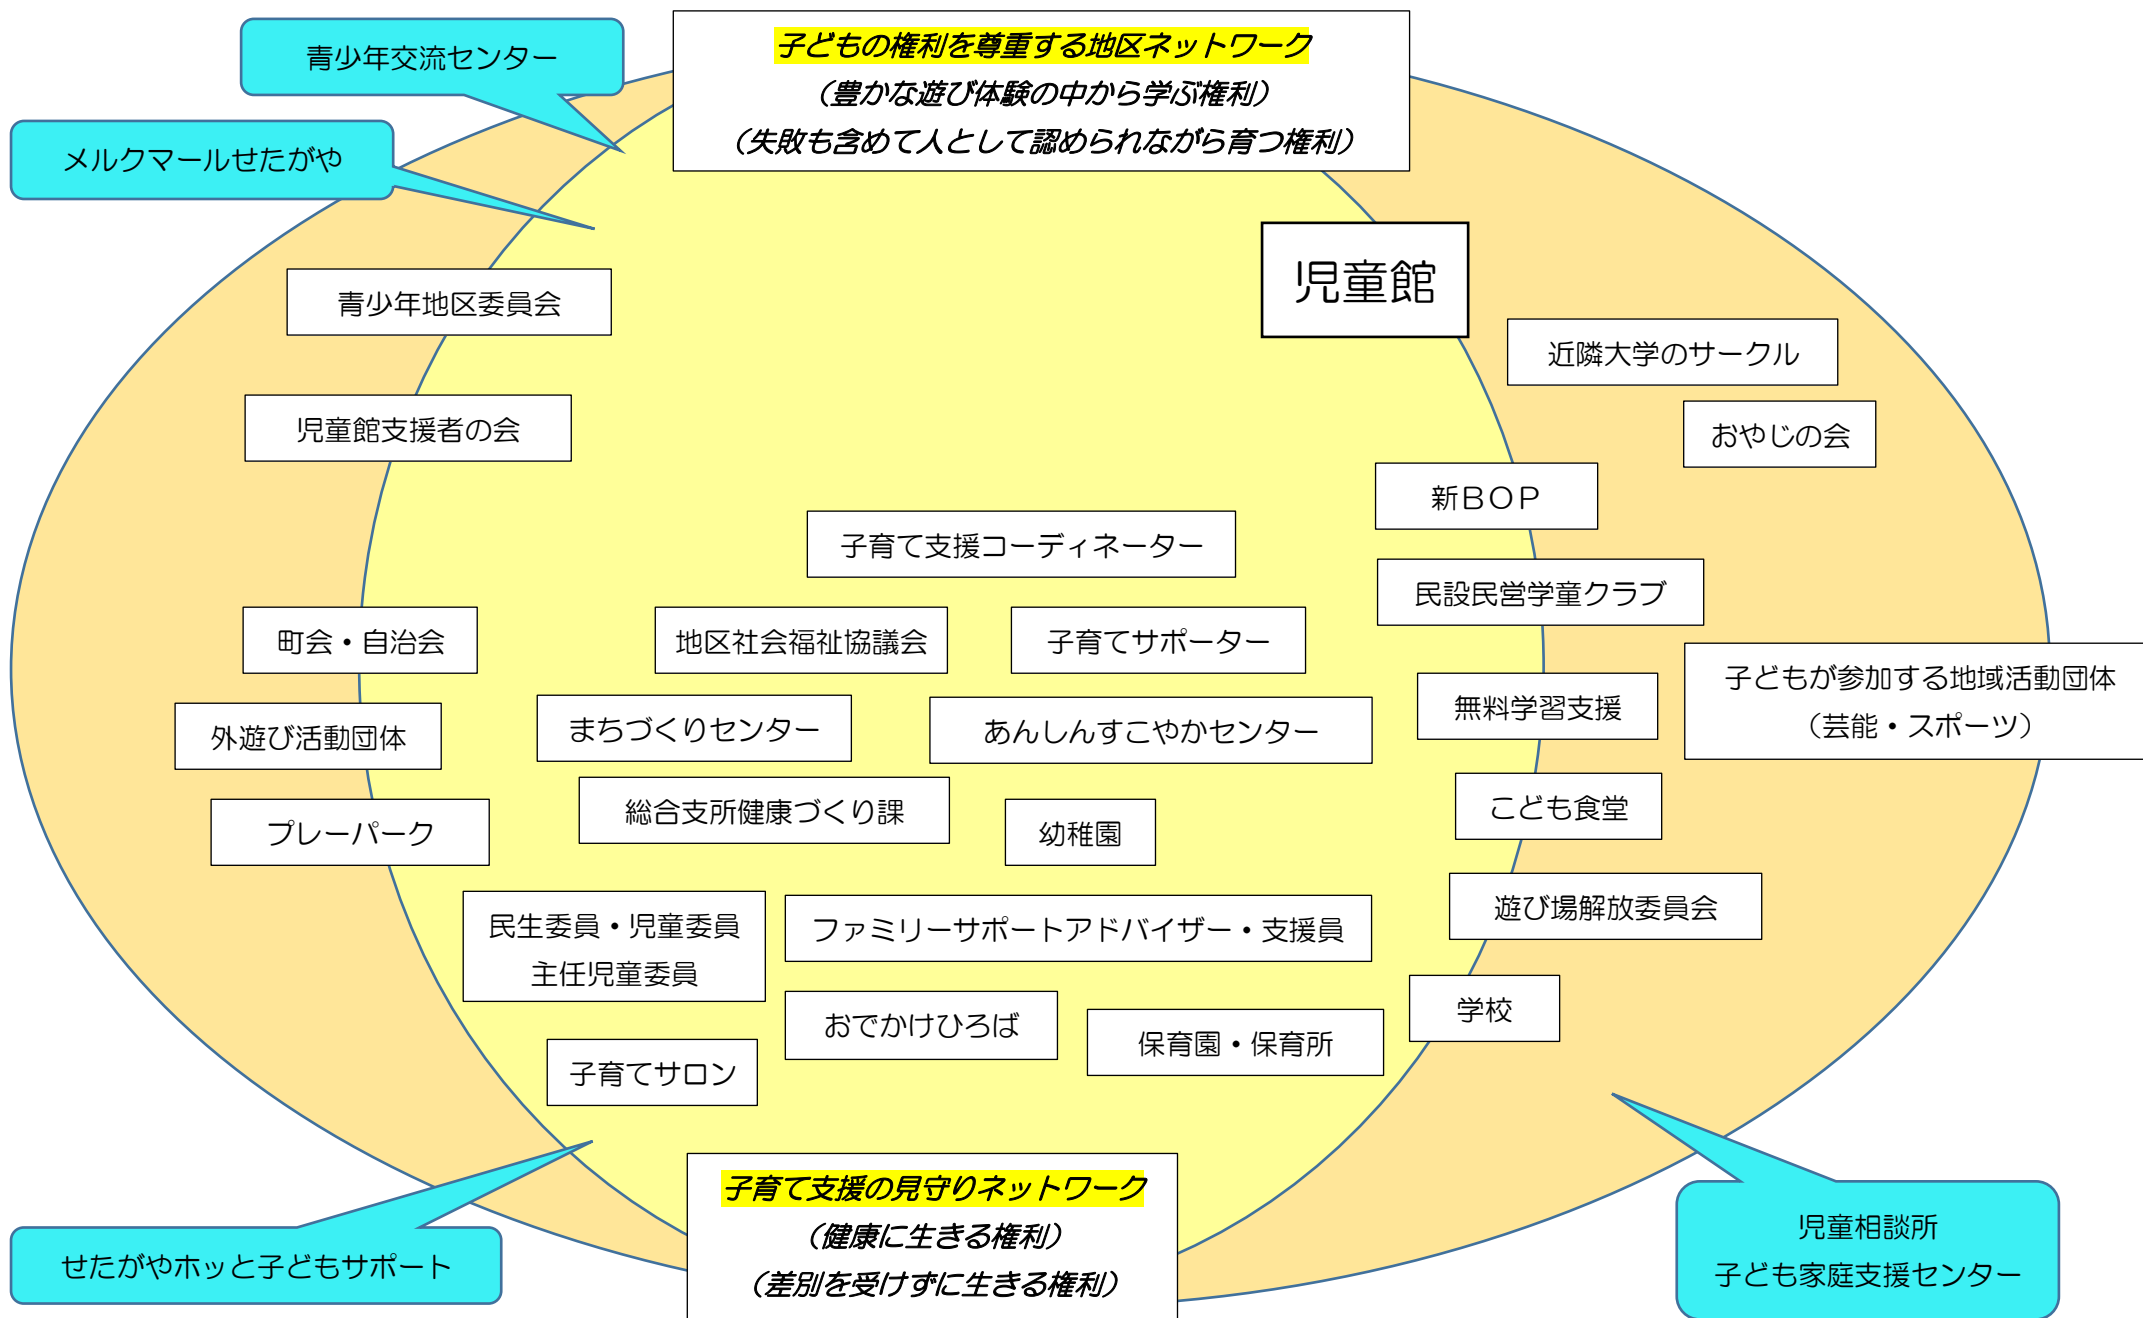 子どもの権利を尊重する地区ネットワーク
（豊かな遊び体験の中から学ぶ権利）
（失敗も含めて人として認められながら育つ権利）
青少年交流センター
メルクマールせたがや
児童館
青少年地区委員会
近隣大学のサークル
児童館支援者の会
おやじの会
新ＢＯＰ
子育て支援コーディネーター
民設民営学童クラブ
町会・自治会
地区社会福祉協議会
子育てサポーター
子どもが参加する地域活動団体
（芸能・スポーツ）
無料学習支援
外遊び活動団体
まちづくりセンター
あんしんすこやかセンター
総合支所健康づくり課
こども食堂
プレーパーク
幼稚園
遊び場解放委員会
民生委員・児童委員
主任児童委員
ファミリーサポートアドバイザー・支援員
学校
おでかけひろば
保育園・保育所
子育てサロン
子育て支援の見守りネットワーク
（健康に生きる権利）
（差別を受けずに生きる権利）
せたがやホッと子どもサポート
児童相談所
子ども家庭支援センター